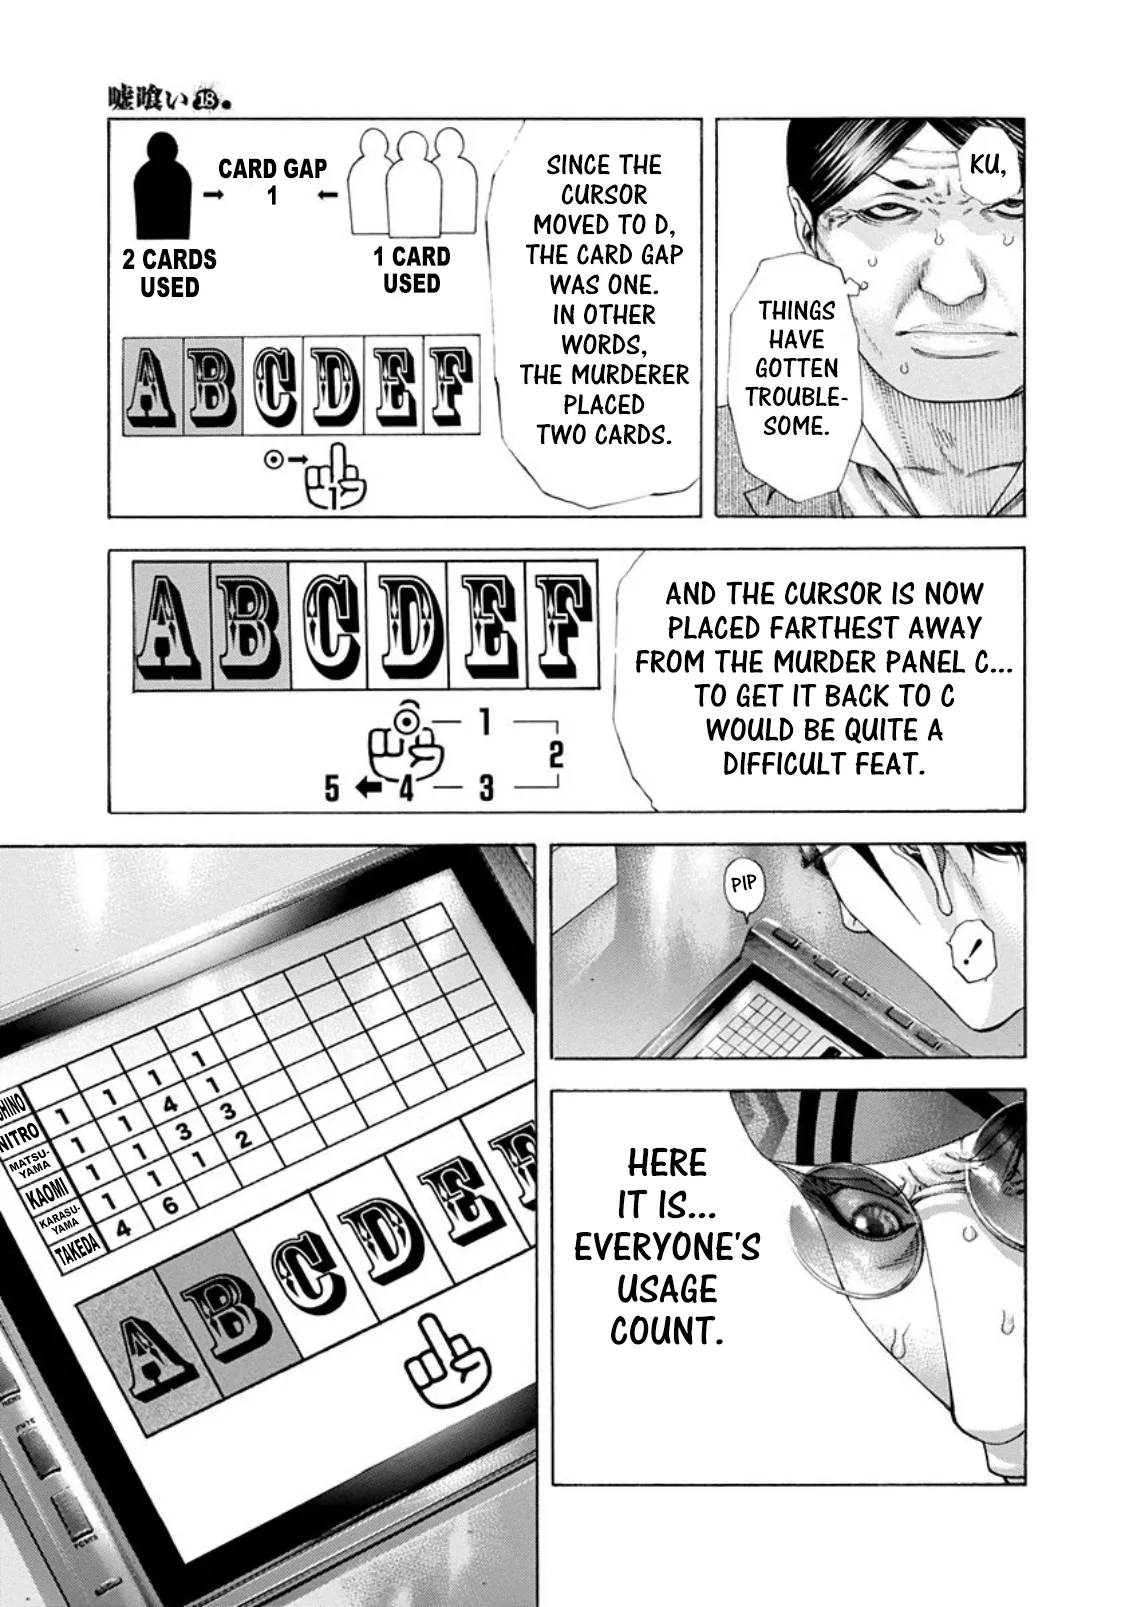 嘘喰い 18.
KU,
THINGS
HAVE
GOTTEN
TROUBLE-
SOME.
SINCE THE
CURSOR
MOVED TO D,
THE CARD GAP
WAS ONE.
IN OTHER
WORDS,
THE MURDERER
PLACED
TWO CARDS.
CARD GAP
1
2 CARDS
USED
1 CARD
USED
A B C D E F
1
AND THE CURSOR IS NOW
PLACED FARTHEST AWAY
FROM THE MURDER PANEL C...
TO GET IT BACK TO C
WOULD BE QUITE A
DIFFICULT FEAT.
A B C D E F
1
2
5 4 3
PIP
!
HERE
IT IS...
EVERYONE'S
USAGE
COUNT.
HINO 1 1 1 1
NITRO 1 1 4 1
MATSU-
YAMA 1 1 3 3
KAOMI 1 1 1 2
KARASU-
YAMA 1 1
TAKEDA 4 6
A B C D E
POWER